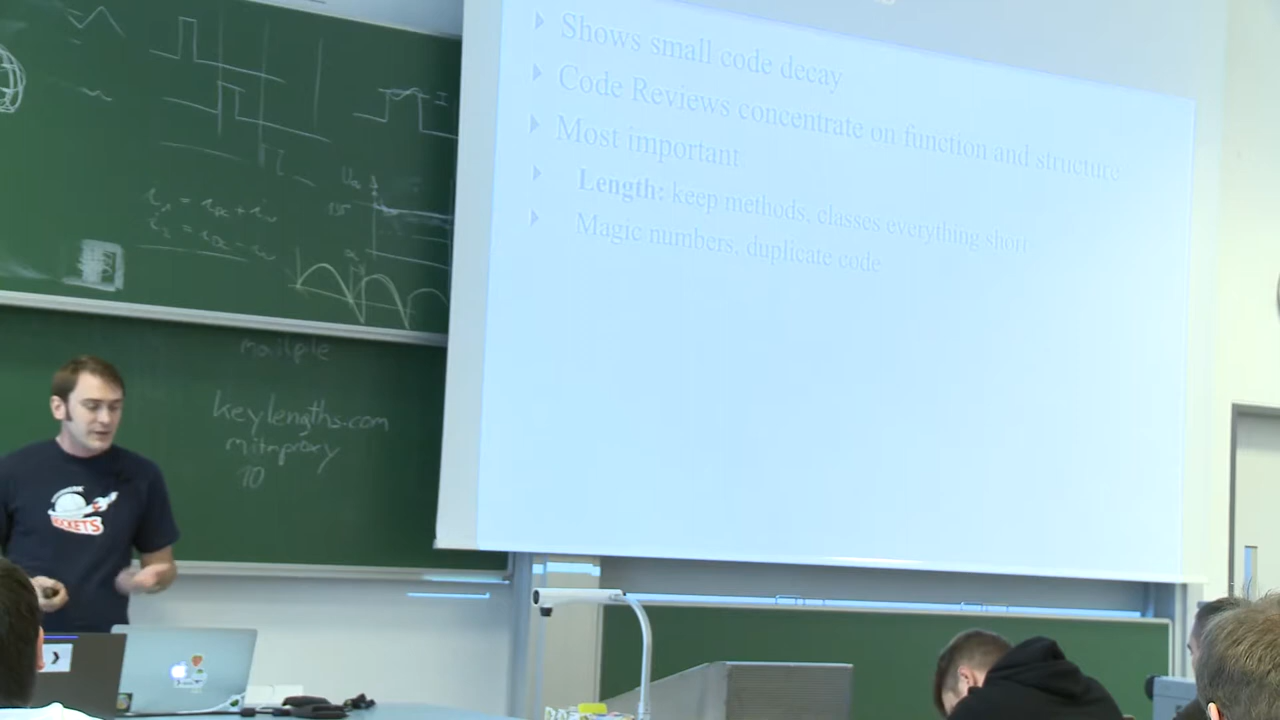 Shows small code decay
Code Reviews concentrate on function and structure
Most important
Length: keep methods, classes everything short
Magic numbers, duplicate code
mailpile
keylengths.com
mitmproxy
10